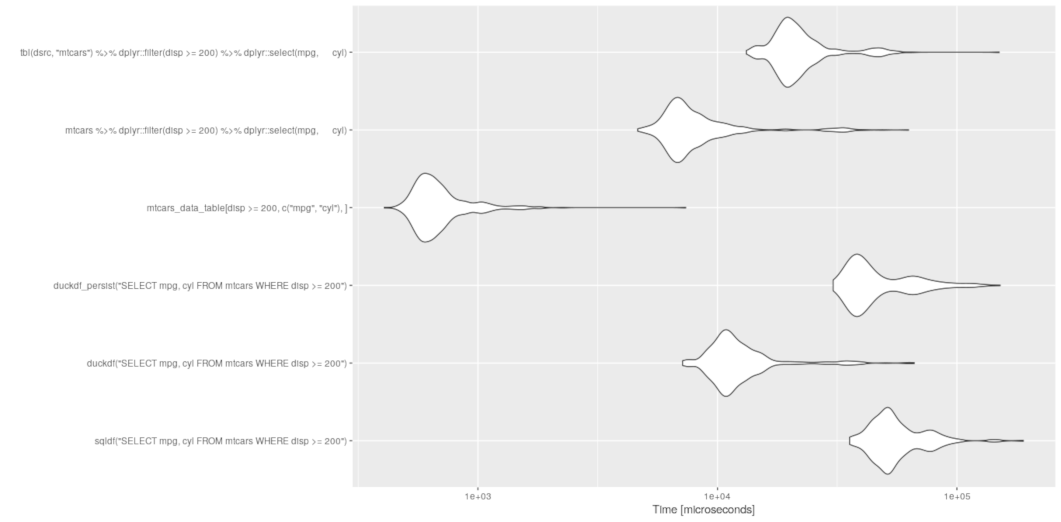 tbl(dsrc, "mtcars") %>% dplyr::filter(disp >= 200) %>% dplyr::select(mpg,     cyl)
mtcars %>% dplyr::filter(disp >= 200) %>% dplyr::select(mpg,     cyl)
mtcars_data_table[disp >= 200, c("mpg", "cyl"), ]
duckdf_persist("SELECT mpg, cyl FROM mtcars WHERE disp >= 200")
duckdf("SELECT mpg, cyl FROM mtcars WHERE disp >= 200")
sqldf("SELECT mpg, cyl FROM mtcars WHERE disp >= 200")
1e+03 1e+04 1e+05
Time [microseconds]